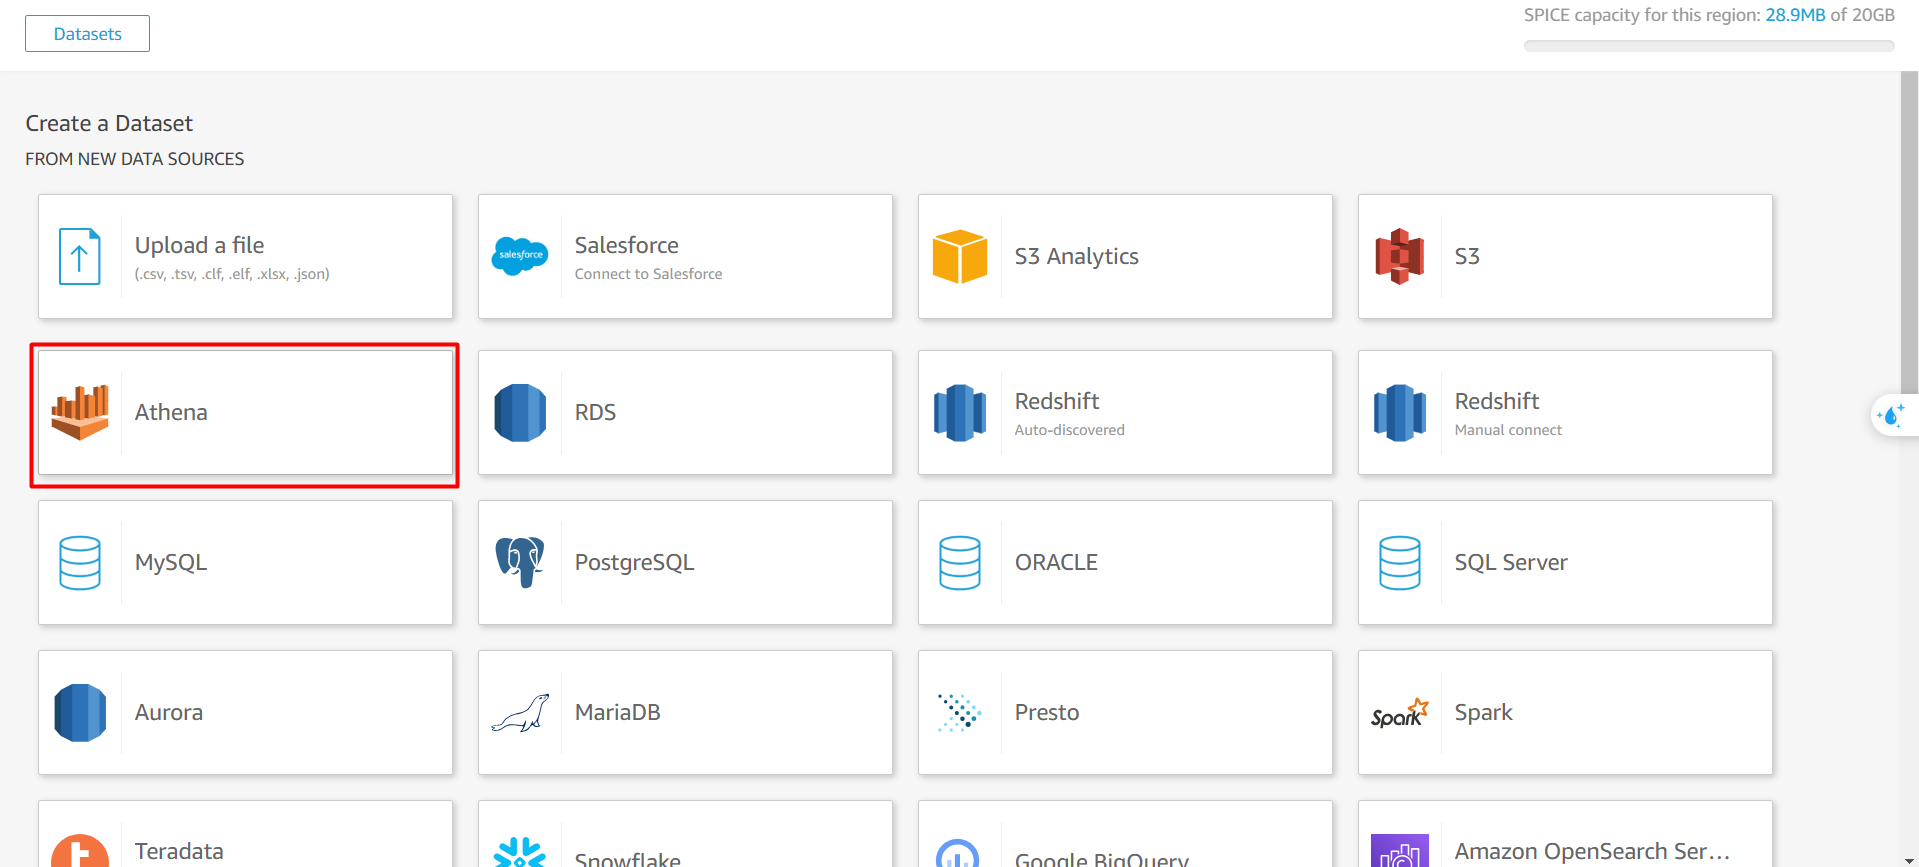 Datasets
SPICE capacity for this region: 28.9MB of 20GB
Create a Dataset
FROM NEW DATA SOURCES
Upload a file
(.csv, .tsv, .clf, .elf, .xlsx, .json)
salesforce
Salesforce
Connect to Salesforce
S3 Analytics
S3
Athena
RDS
Redshift
Auto-discovered
Redshift
Manual connect
MySQL
PostgreSQL
ORACLE
SQL Server
Aurora
MariaDB
Presto
Spark
Spark
t
Teradata
Snowflake
Google BigQuery
Amazon OpenSearch Ser...